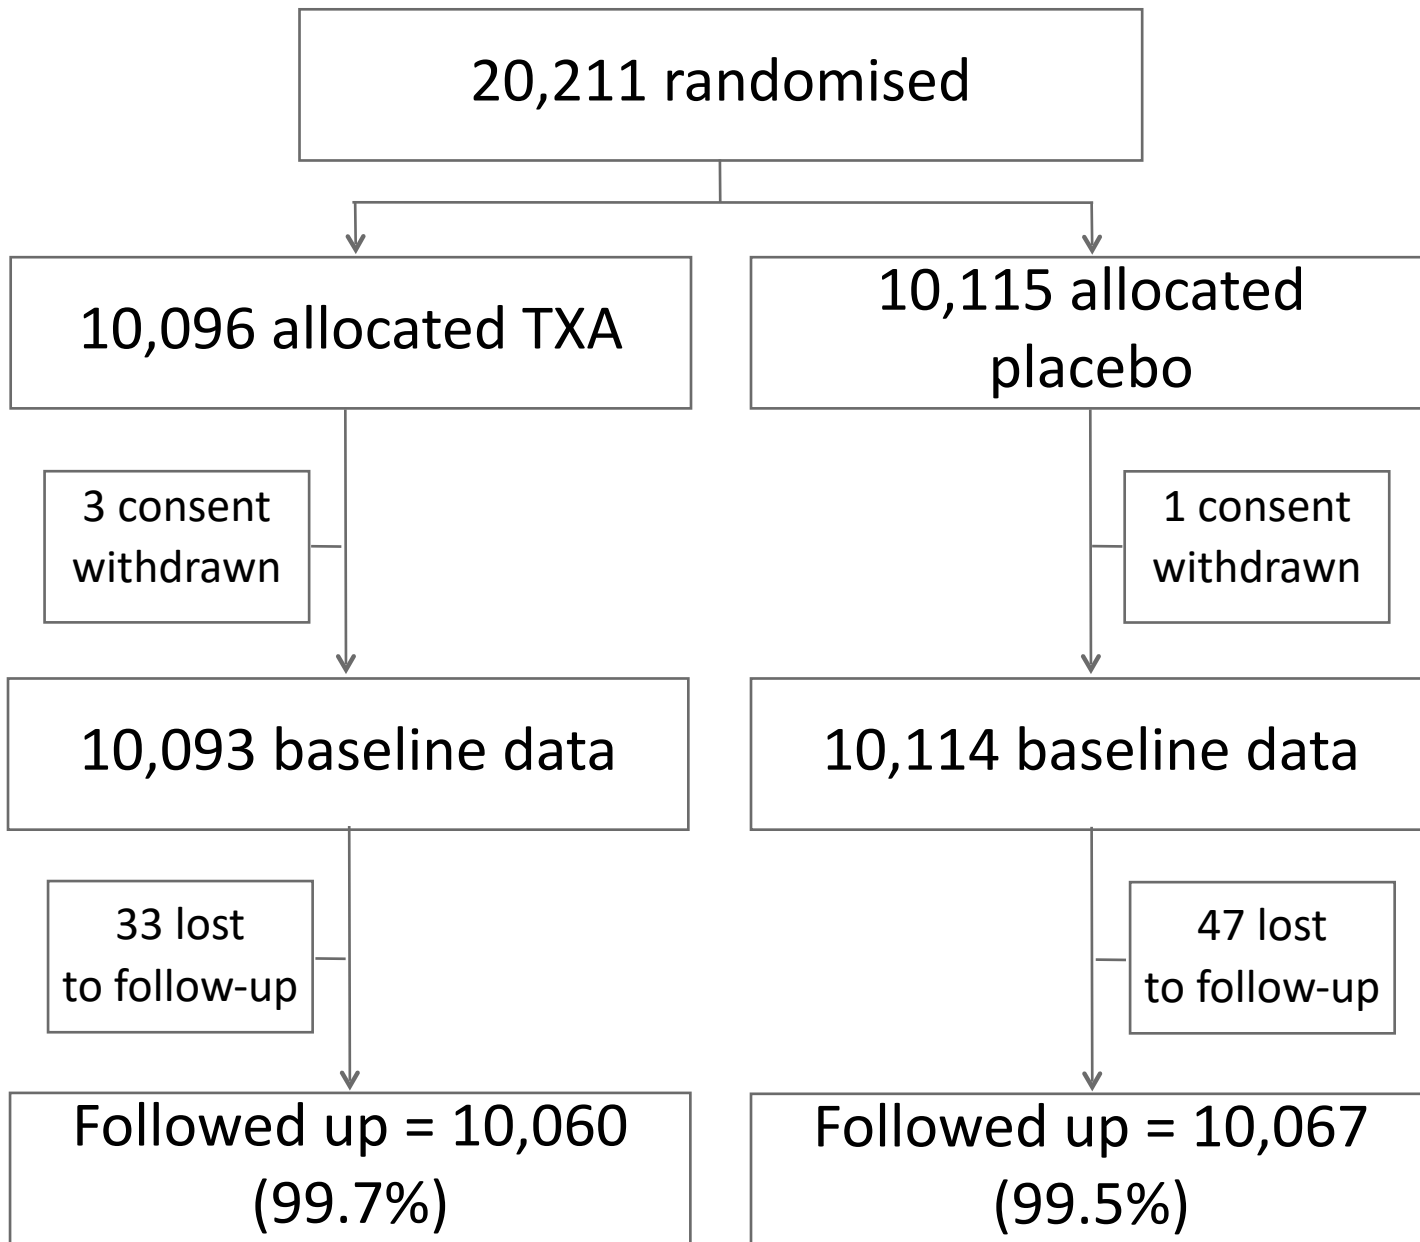 20,211 randomised
10,096 allocated TXA
10,115 allocated
placebo
3 consent
withdrawn
1 consent
withdrawn
10,093 baseline data
10,114 baseline data
33 lost
to follow-up
47 lost
to follow-up
Followed up = 10,060
(99.7%)
Followed up = 10,067
(99.5%)